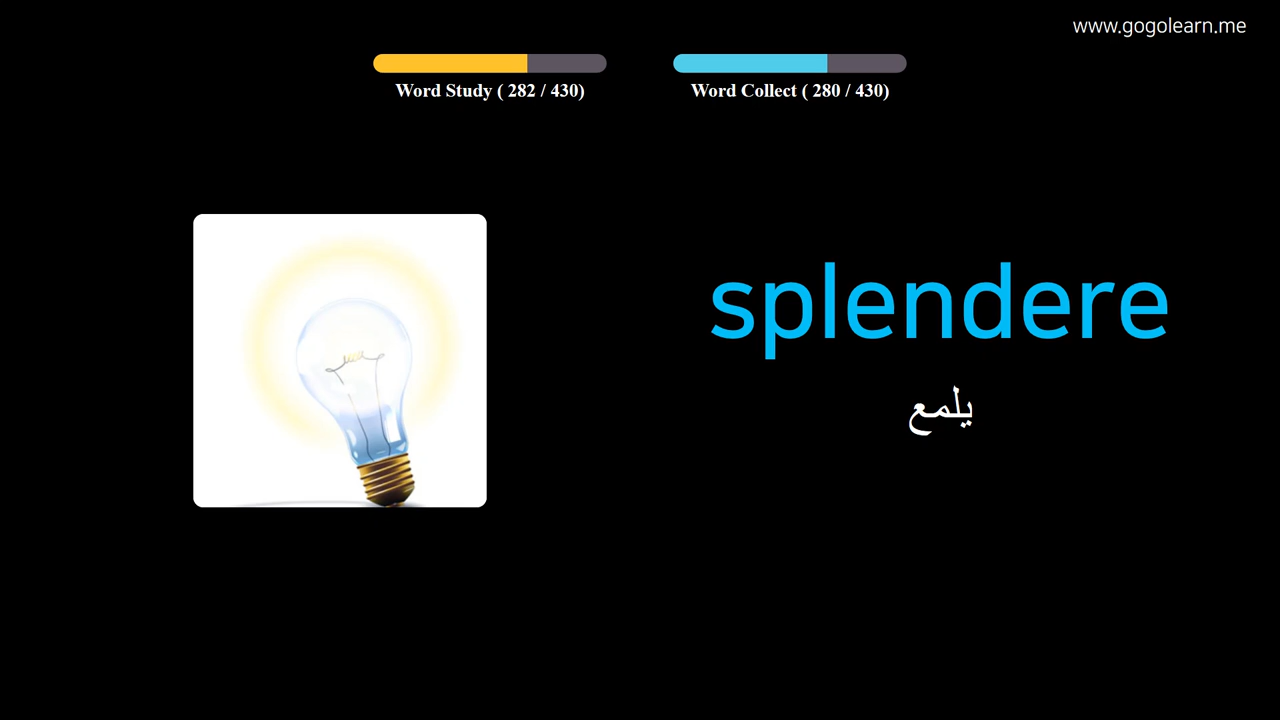 www.gogolearn.me
Word Study ( 282 / 430)
Word Collect ( 280 / 430)
splendere
يلمع